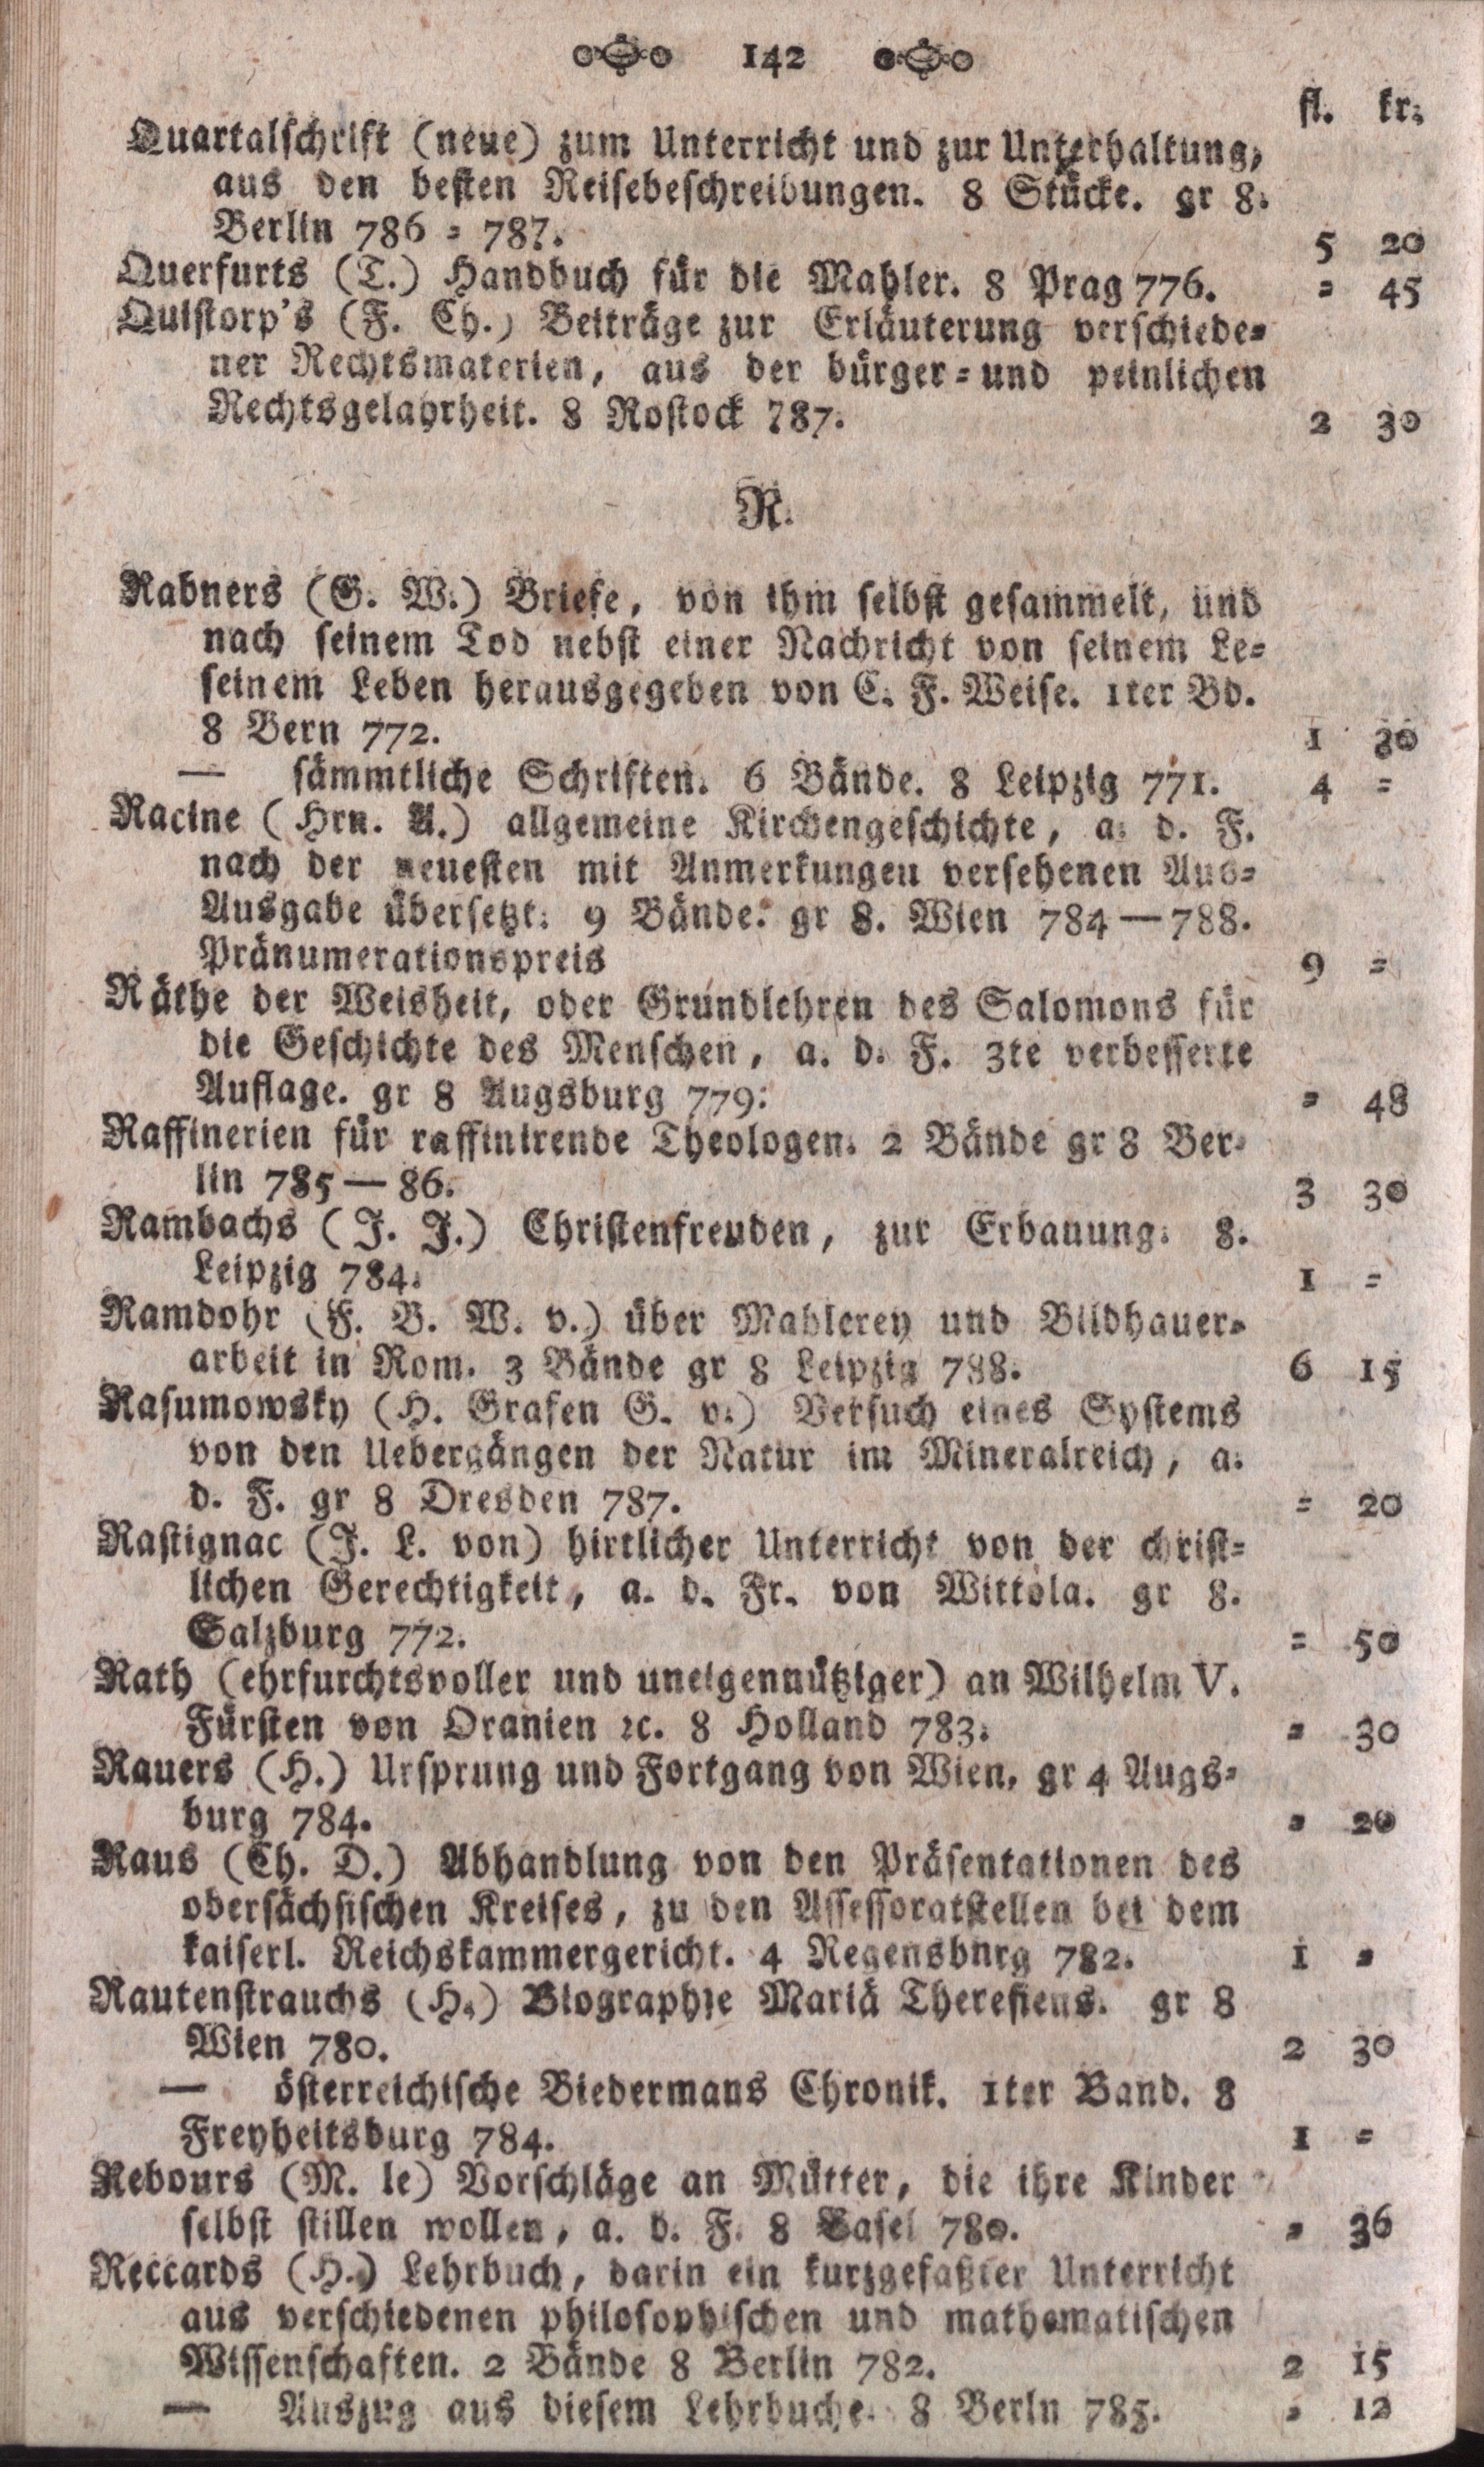 142
fl. kr.
Quartalschrift (neue) zum Unterricht und zur Unterhaltung,
aus den besten Reisebeschreibungen. 8 Stücke. gr 8.
Berlin 786 = 787. 5 20
Querfurts (T.) Handbuch für die Mahler. 8 Prag 776. = 45
Quistorp's (F. Ch.) Beiträge zur Erläuterung verschiede=
ner Rechtsmaterien, aus der bürger=und peinlichen
Rechtsgelahrheit. 8 Rostock 787. 2 30
R.
Rabners (G. W.) Briefe, von ihm selbst gesammelt, und
nach seinem Tod nebst einer Nachricht von seinem Le=
seinem Leben herausgegeben von C. F. Weise. 1ter Bd.
8 Bern 772. 1 30
— sämmtliche Schriften. 6 Bände. 8 Leipzig 771. 4 =
Racine (Hrn. A.) allgemeine Kirchengeschichte, a. d. F.
nach der neuesten mit Anmerkungen versehenen Aus=
Ausgabe übersetzt. 9 Bände. gr 8. Wien 784—788.
Pränumerationspreis 9 =
Räthe der Weisheit, oder Grundlehren des Salomons für
die Geschichte des Menschen, a. d. F. 3te verbesserte
Auflage. gr 8 Augsburg 779. = 48
Raffinerien für raffinirende Theologen. 2 Bände gr 8 Ber=
lin 785—86. 3 30
Rambachs (J. J.) Christenfreuden, zur Erbauung. 8.
Leipzig 784. 1 =
Ramdohr (F. B. W. v.) über Mahlerey und Bildhauer=
arbeit in Rom. 3 Bände gr 8 Leipzig 788. 6 15
Rasumowsky (H. Grafen G. v.) Versuch eines Systems
von den Uebergängen der Natur im Mineralreich, a.
d. F. gr 8 Dresden 787. = 20
Rastignac (J. L. von) hirtlicher Unterricht von der christ=
lichen Gerechtigkeit, a. d. Fr. von Wittola. gr 8.
Salzburg 772. = 50
Rath (ehrfurchtsvoller und uneigennütziger) an Wilhelm V.
Fürsten von Oranien ꝛc. 8 Holland 783. = 30
Rauers (H.) Ursprung und Fortgang von Wien, gr 4 Augs=
burg 784. = 20
Raus (Ch. D.) Abhandlung von den Präsentationen des
obersächsischen Kreises, zu den Assessoratstellen bei dem
kaiserl. Reichskammergericht. 4 Regensbnrg 782. 1 =
Rautenstrauchs (H.) Biographie Mariä Theresiens. gr 8
Wien 780. 2 30
— österreichische Biedermans Chronik. 1ter Band. 8
Freyheitsburg 784. 1 =
Rebours (M. le) Vorschläge an Mütter, die ihre Kinder
selbst stillen wollen, a. d. F. 8 Basel 780. = 36
Reccards (H.) Lehrbuch, darin ein kurzgefaßter Unterricht
aus verschiedenen philosophischen und mathematischen
Wissenschaften. 2 Bände 8 Berlin 782. 2 15
— Auszug aus diesem Lehrbuche. 8 Berln 785. = 12